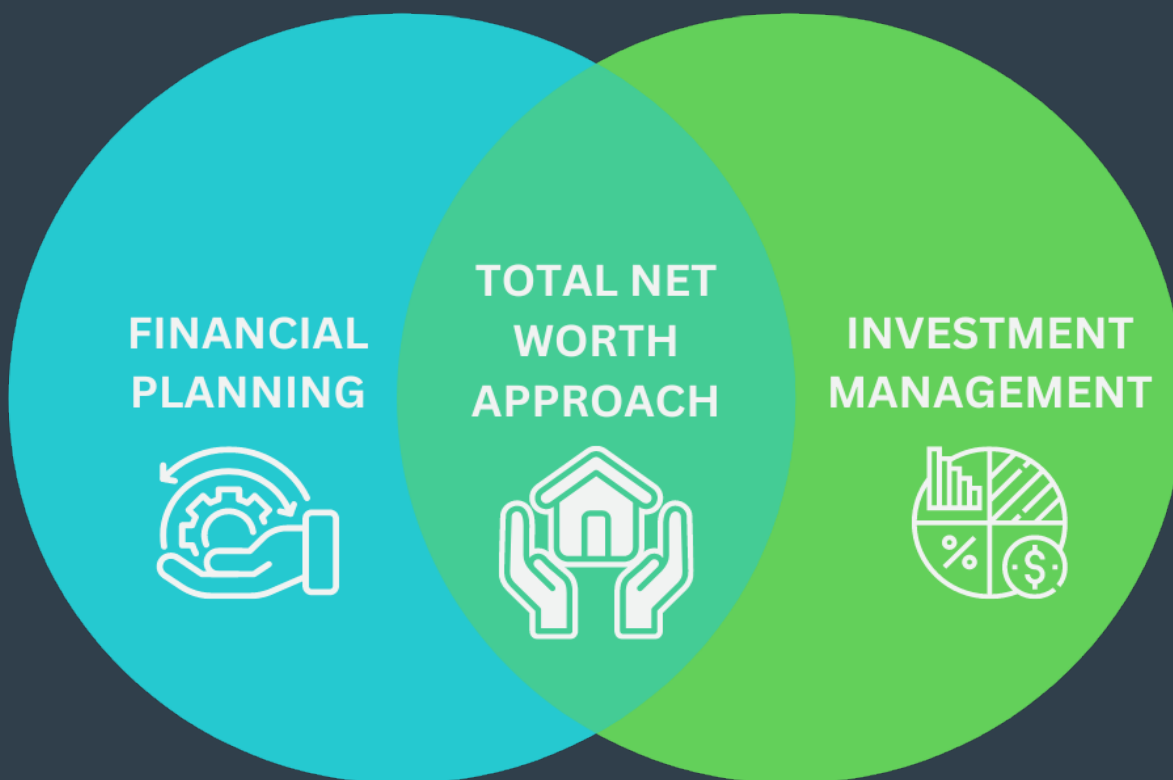 FINANCIAL
PLANNING
TOTAL NET
WORTH
APPROACH
INVESTMENT
MANAGEMENT
%
$